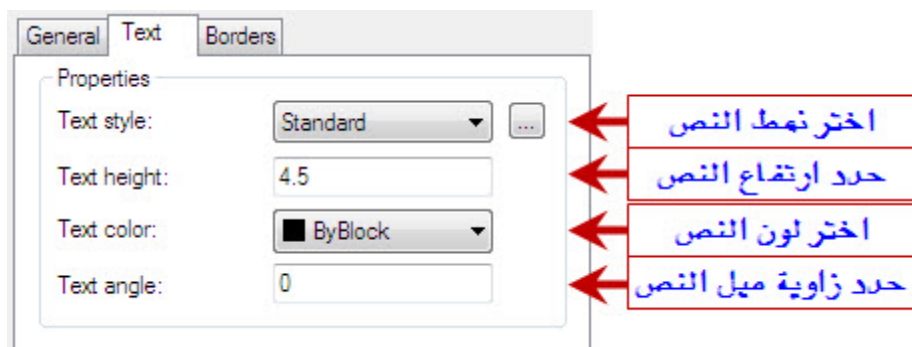 General Text Borders
Properties
Text style: Standard ... اختر نمط النص
Text height: 4.5 حدد ارتفاع النص
Text color: ByBlock اختر لون النص
Text angle: 0 حدد زاوية ميل النص